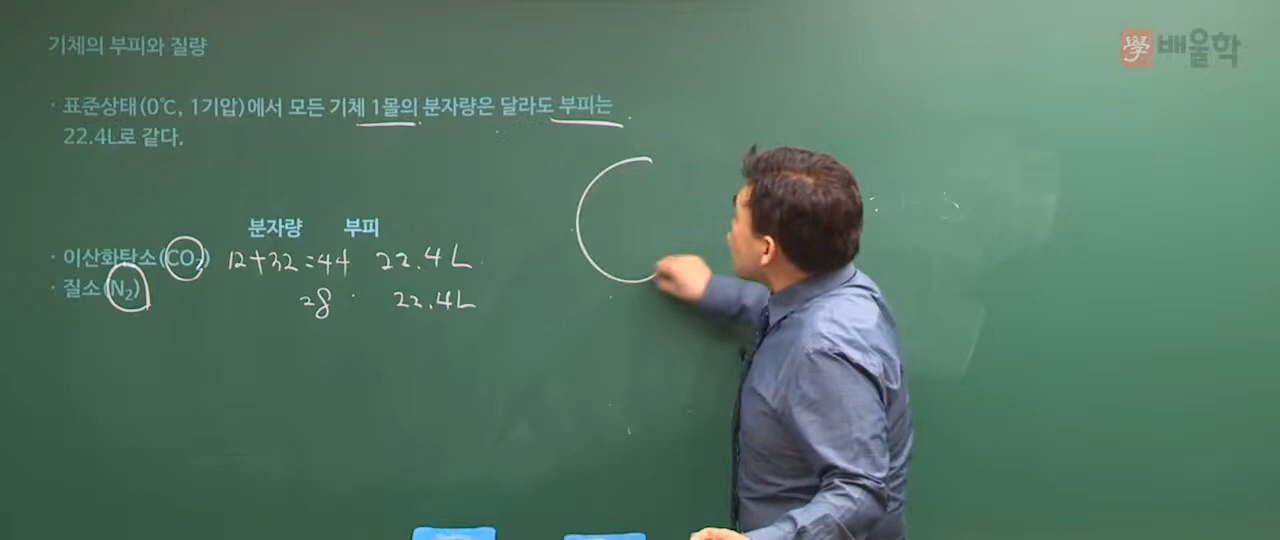 기체의 부피와 질량
學 배울학
· 표준상태(0℃, 1기압)에서 모든 기체 1몰의 분자량은 달라도 부피는
22.4L로 같다.
분자량 부피
· 이산화탄소(CO₂) 12+32=44 22.4L
· 질소(N₂) 28 22.4L